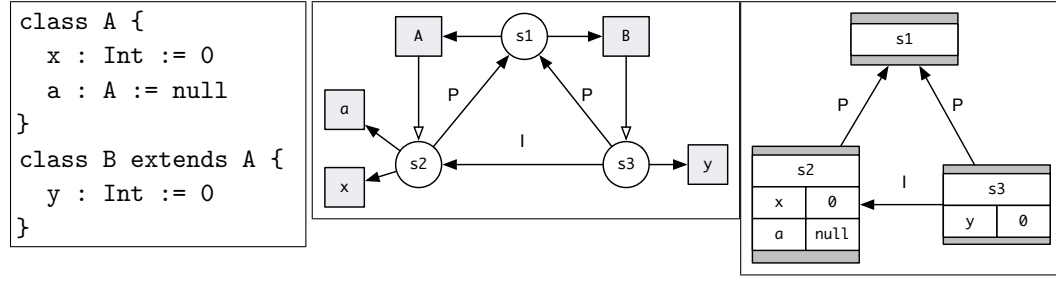 class A {
x : Int := 0
a : A := null
}
class B extends A {
y : Int := 0
}
A
s1
B
a
P
P
I
s2
s3
x
y
s1
P
P
s2
x 0
a null
I
s3
y 0